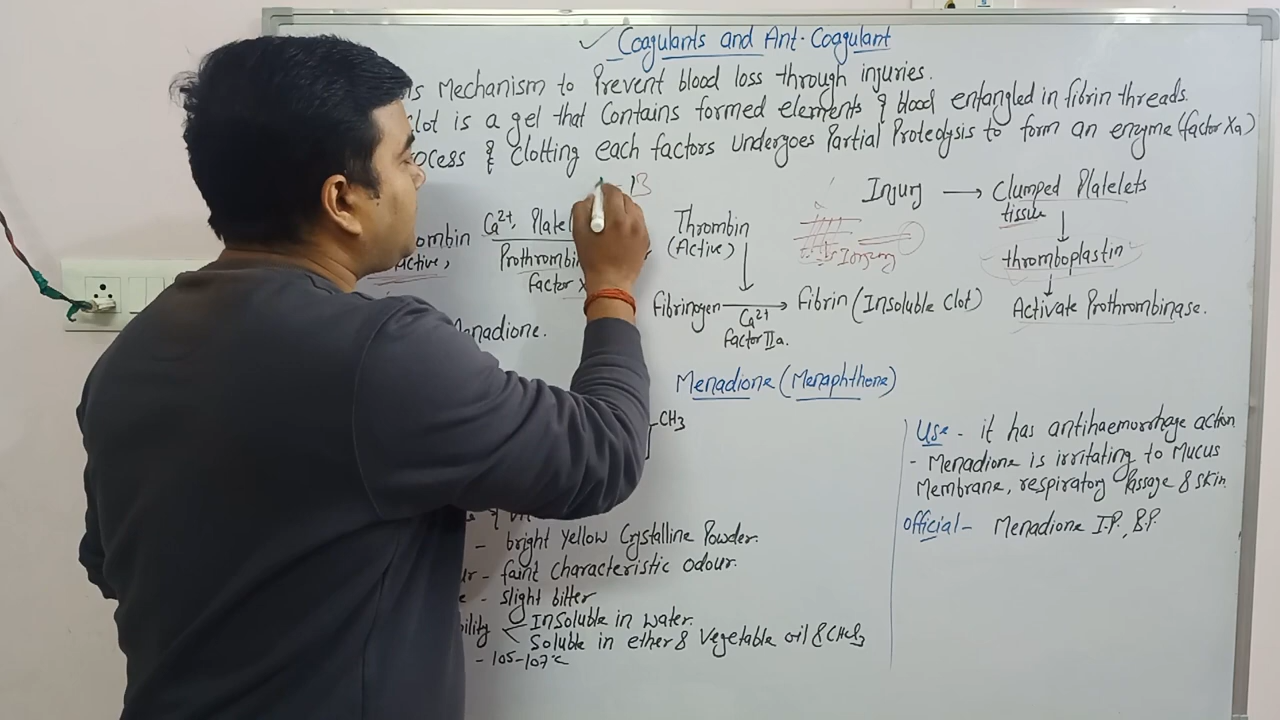 ✓ Coagulants and Ant-Coagulant
Mechanism to Prevent blood loss through injuries.
clot is a gel that Contains formed elements of blood entangled in fibrin threads.
Process of clotting each factors undergoes Partial Proteolysis to form an enzyme (factor Xa)
13
Injury → Clumped Platelets
tissue
Ca2+, Platel
Thrombin
(Active)
Prothrombin
Active,
factor X
Injury
thromboplastin
Fibrinogen → Fibrin (Insoluble Clot)
Ca2+
factor IIa.
Activate Prothrombinase.
Menadione.
Menadione (Menaphthone)
CH3
Use - it has antihaemorrhage action
- Menadione is irritating to Mucus
Membrane, respiratory Passage & skin.
official - Menadione I.P., B.P.
- bright Yellow Crystalline Powder.
- faint characteristic odour.
- slight bitter
Insoluble in water.
Soluble in ether & vegetable oil & CHCl3
- 105-107°C